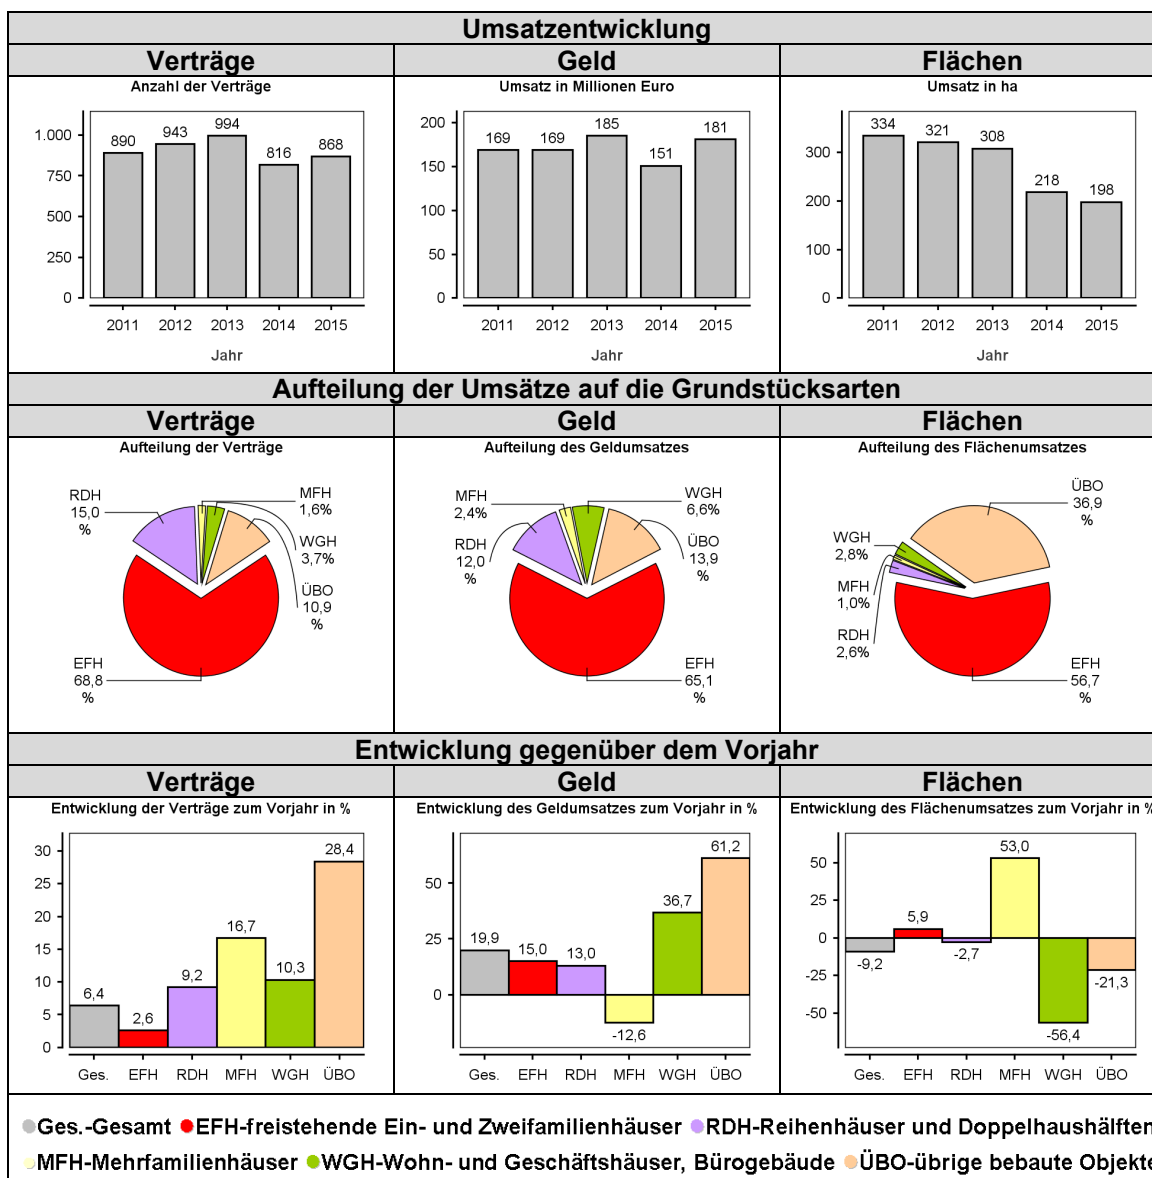 Umsatzentwicklung
Verträge
Geld
Flächen
Anzahl der Verträge
1.000
750
500
250
0
890
943
994
816
868
2011 2012 2013 2014 2015
Jahr
Umsatz in Millionen Euro
200
150
100
50
0
169
169
185
151
181
2011 2012 2013 2014 2015
Jahr
Umsatz in ha
300
200
100
0
334
321
308
218
198
2011 2012 2013 2014 2015
Jahr
Aufteilung der Umsätze auf die Grundstücksarten
Verträge
Geld
Flächen
Aufteilung der Verträge
RDH
15,0
%
MFH
1,6%
WGH
3,7%
ÜBO
10,9
%
EFH
68,8
%
Aufteilung des Geldumsatzes
MFH
2,4%
RDH
12,0
%
WGH
6,6%
ÜBO
13,9
%
EFH
65,1
%
Aufteilung des Flächenumsatzes
ÜBO
36,9
%
WGH
2,8%
MFH
1,0%
RDH
2,6%
EFH
56,7
%
Entwicklung gegenüber dem Vorjahr
Verträge
Geld
Flächen
Entwicklung der Verträge zum Vorjahr in %
30
25
20
15
10
5
0
6,4
2,6
9,2
16,7
10,3
28,4
Ges. EFH RDH MFH WGH ÜBO
Entwicklung des Geldumsatzes zum Vorjahr in %
50
25
0
19,9
15,0
13,0
-12,6
36,7
61,2
Ges. EFH RDH MFH WGH ÜBO
Entwicklung des Flächenumsatzes zum Vorjahr in %
50
25
0
-25
-50
-9,2
5,9
-2,7
53,0
-56,4
-21,3
Ges. EFH RDH MFH WGH ÜBO
Ges.-Gesamt EFH-freistehende Ein- und Zweifamilienhäuser RDH-Reihenhäuser und Doppelhaushälften
MFH-Mehrfamilienhäuser WGH-Wohn- und Geschäftshäuser, Bürogebäude ÜBO-übrige bebaute Objekte